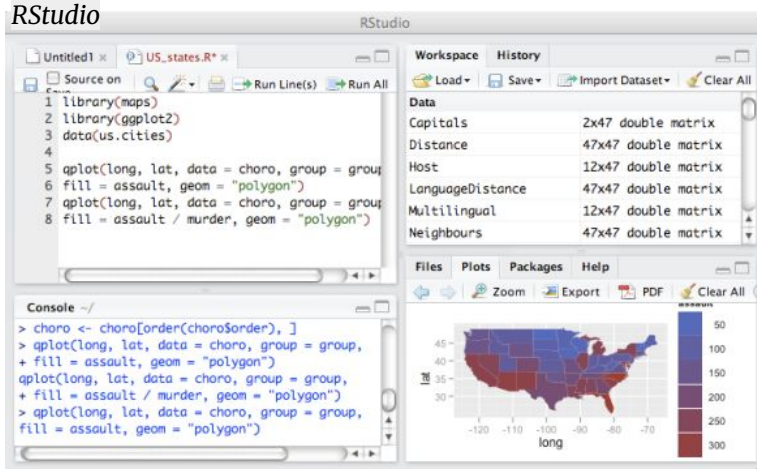 RStudio
RStudio
Untitled1 × US_states.R* ×
Source on Save Run Line(s) Run All
1 library(maps)
2 library(ggplot2)
3 data(us.cities)
4
5 qplot(long, lat, data = choro, group = group
6 fill = assault, geom = "polygon")
7 qplot(long, lat, data = choro, group = group
8 fill = assault / murder, geom = "polygon")
Console ~/
> choro <- choro[order(choro$order), ]
> qplot(long, lat, data = choro, group = group,
+ fill = assault, geom = "polygon")
qplot(long, lat, data = choro, group = group,
+ fill = assault / murder, geom = "polygon")
> qplot(long, lat, data = choro, group = group,
fill = assault, geom = "polygon")
Workspace History
Load Save Import Dataset Clear All
Data
Capitals 2x47 double matrix
Distance 47x47 double matrix
Host 12x47 double matrix
LanguageDistance 47x47 double matrix
Multilingual 12x47 double matrix
Neighbours 47x47 double matrix
Files Plots Packages Help
Zoom Export PDF Clear All
assault
50
100
150
200
250
300
lat
45
40
35
30
-120 -110 -100 -90 -80 -70
long